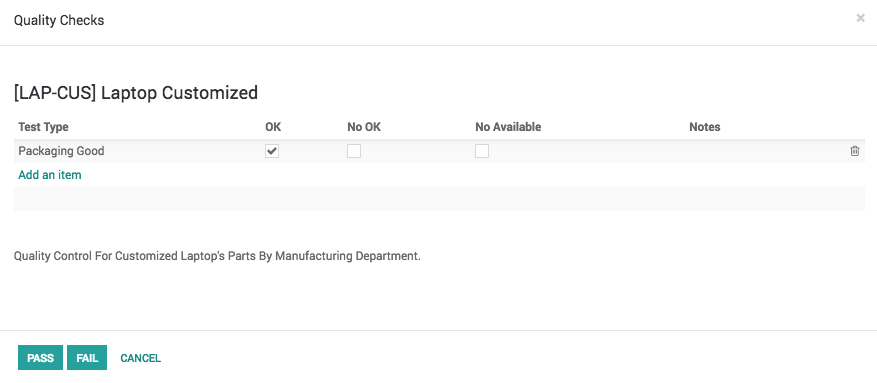 Quality Checks
×
[LAP-CUS] Laptop Customized
Test Type OK No OK No Available Notes
Packaging Good
Add an item
Quality Control For Customized Laptop's Parts By Manufacturing Department.
PASS FAIL CANCEL